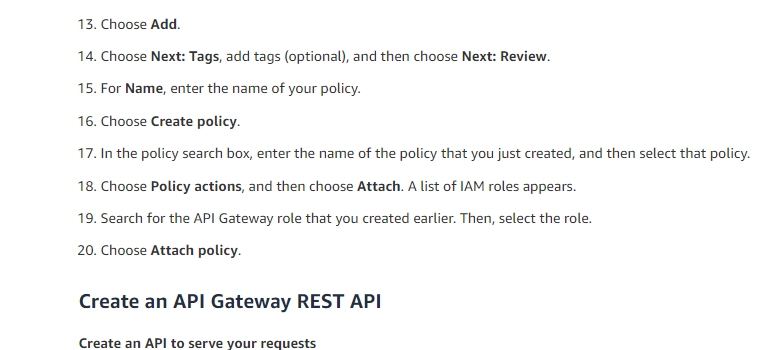 13. Choose Add.
14. Choose Next: Tags, add tags (optional), and then choose Next: Review.
15. For Name, enter the name of your policy.
16. Choose Create policy.
17. In the policy search box, enter the name of the policy that you just created, and then select that policy.
18. Choose Policy actions, and then choose Attach. A list of IAM roles appears.
19. Search for the API Gateway role that you created earlier. Then, select the role.
20. Choose Attach policy.
Create an API Gateway REST API
Create an API to serve your requests